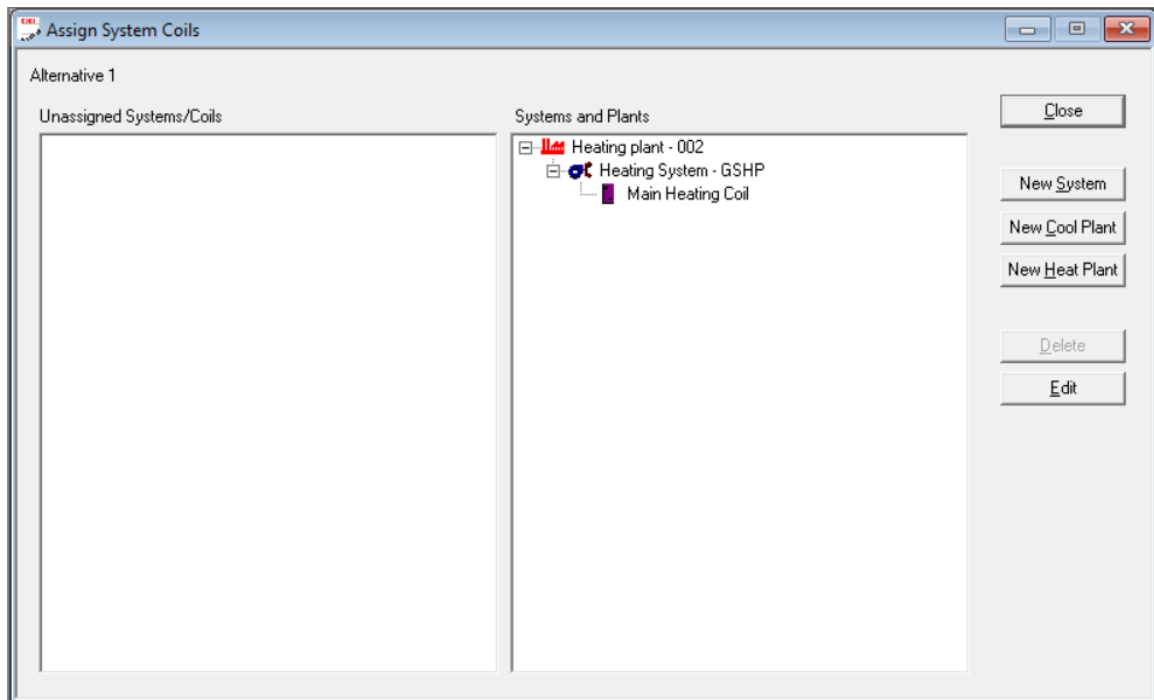 Assign System Coils
Alternative 1
Unassigned Systems/Coils
Systems and Plants
Heating plant - 002
Heating System - GSHP
Main Heating Coil
Close
New System
New Cool Plant
New Heat Plant
Delete
Edit